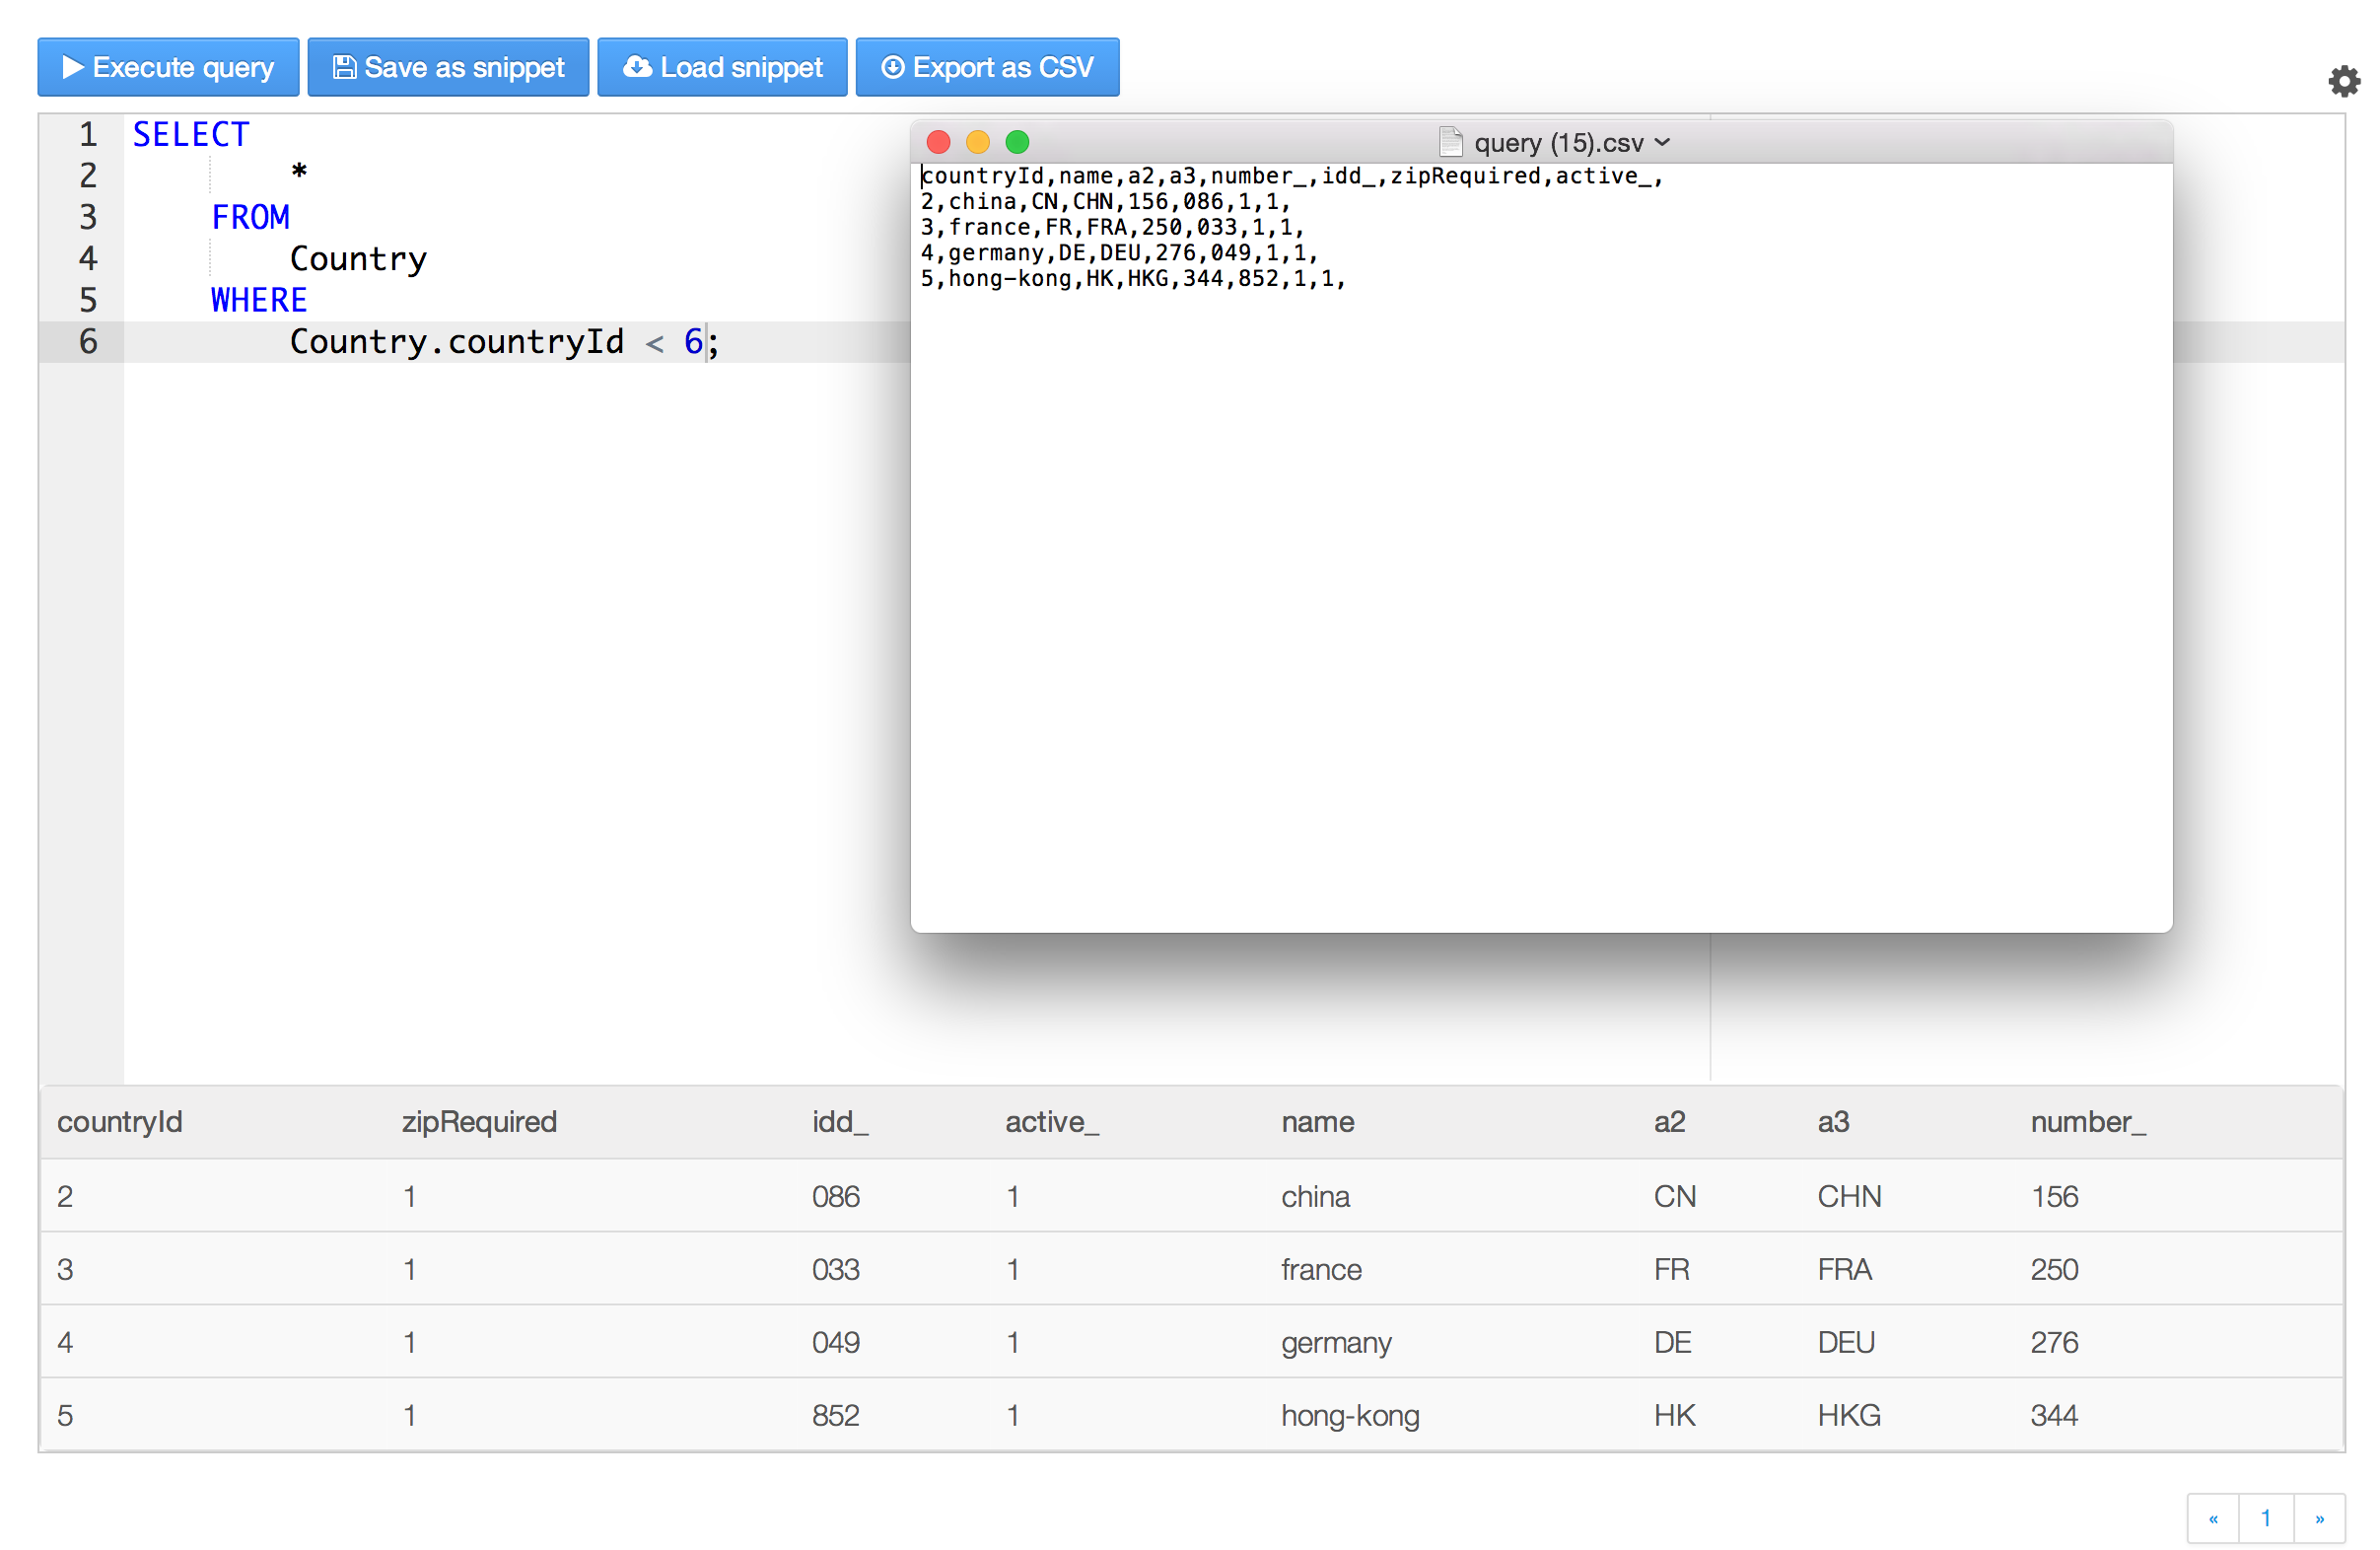 Execute query Save as snippet Load snippet Export as CSV
1 SELECT
2 *
3 FROM
4 Country
5 WHERE
6 Country.countryId < 6;
query (15).csv
countryId,name,a2,a3,number_,idd_,zipRequired,active_,
2,china,CN,CHN,156,086,1,1,
3,france,FR,FRA,250,033,1,1,
4,germany,DE,DEU,276,049,1,1,
5,hong-kong,HK,HKG,344,852,1,1,
countryId zipRequired idd_ active_ name a2 a3 number_
2 1 086 1 china CN CHN 156
3 1 033 1 france FR FRA 250
4 1 049 1 germany DE DEU 276
5 1 852 1 hong-kong HK HKG 344
« 1 »